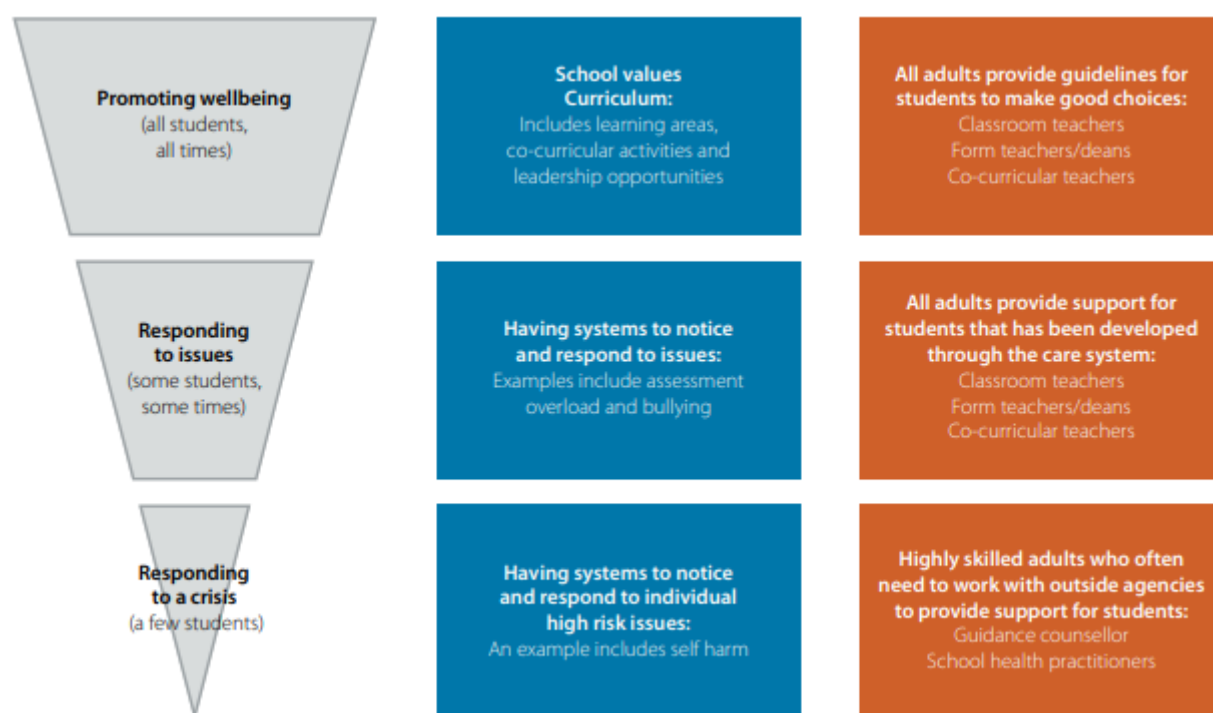 Promoting wellbeing
(all students,
all times)
School values
Curriculum:
Includes learning areas,
co-curricular activities and
leadership opportunities
All adults provide guidelines for
students to make good choices:
Classroom teachers
Form teachers/deans
Co-curricular teachers
Responding
to issues
(some students,
some times)
Having systems to notice
and respond to issues:
Examples include assessment
overload and bullying
All adults provide support for
students that has been developed
through the care system:
Classroom teachers
Form teachers/deans
Co-curricular teachers
Responding
to a crisis
(a few students)
Having systems to notice
and respond to individual
high risk issues:
An example includes self harm
Highly skilled adults who often
need to work with outside agencies
to provide support for students:
Guidance counsellor
School health practitioners